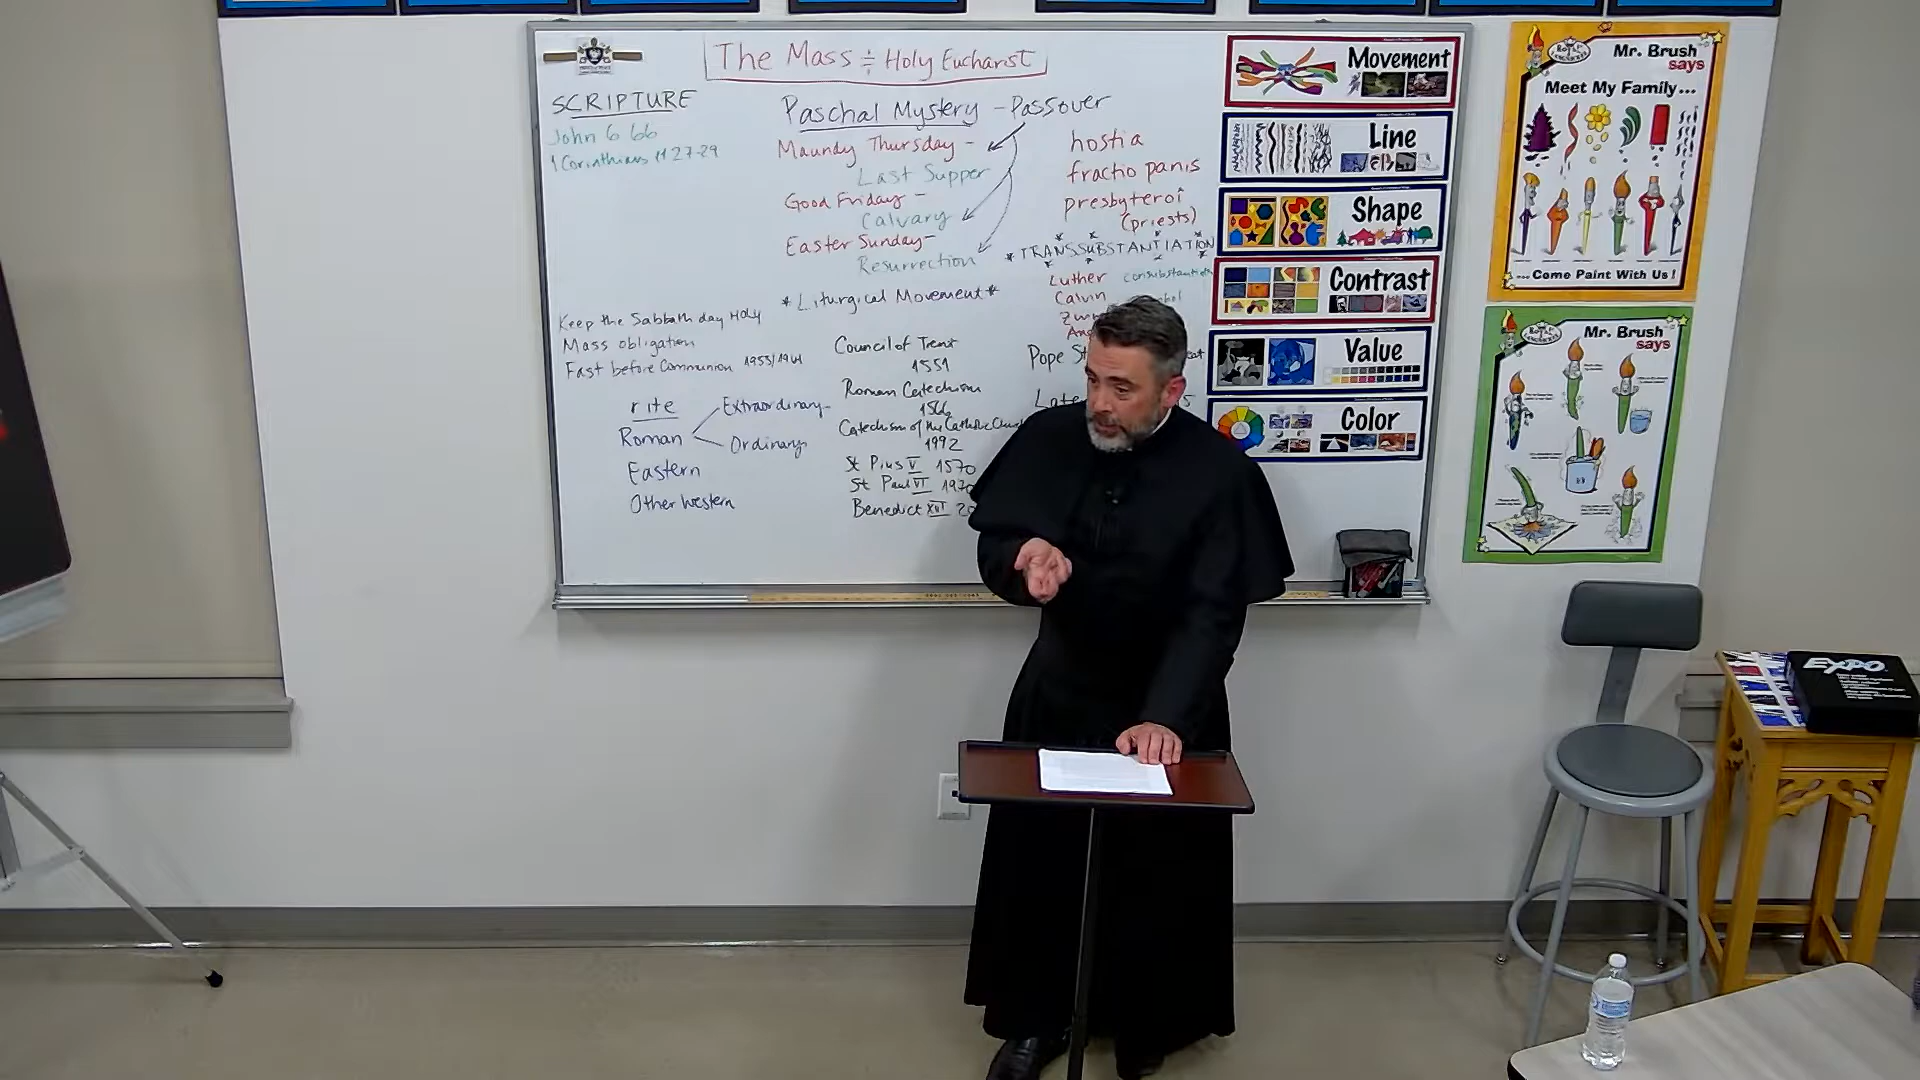 The Mass & Holy Eucharist
SCRIPTURE
John 6 66
1 Corinthians 11 27-29
Keep the Sabbath day HOLY
Mass obligation
Fast before Communion 1953/1964
rite
Roman
Extraordinary
Ordinary
Eastern
Other Western
Paschal Mystery - Passover
Maundy Thursday -
Last Supper
Good Friday -
Calvary
Easter Sunday -
Resurrection
*Liturgical Movement*
Council of Trent
1551
Roman Catechism
1566
Catechism of the Catholic
1992
St Pius V 1570
St Paul VI
Benedict XVI
hostia
fractio panis
presbyteroi
(priests)
*TRANSSUBSTANTIATION
Luther
Calvin
Pope
Movement
Line
Shape
Contrast
Value
Color
Mr. Brush
says
Meet My Family...
... Come Paint With Us!
Mr. Brush
says
EXPO